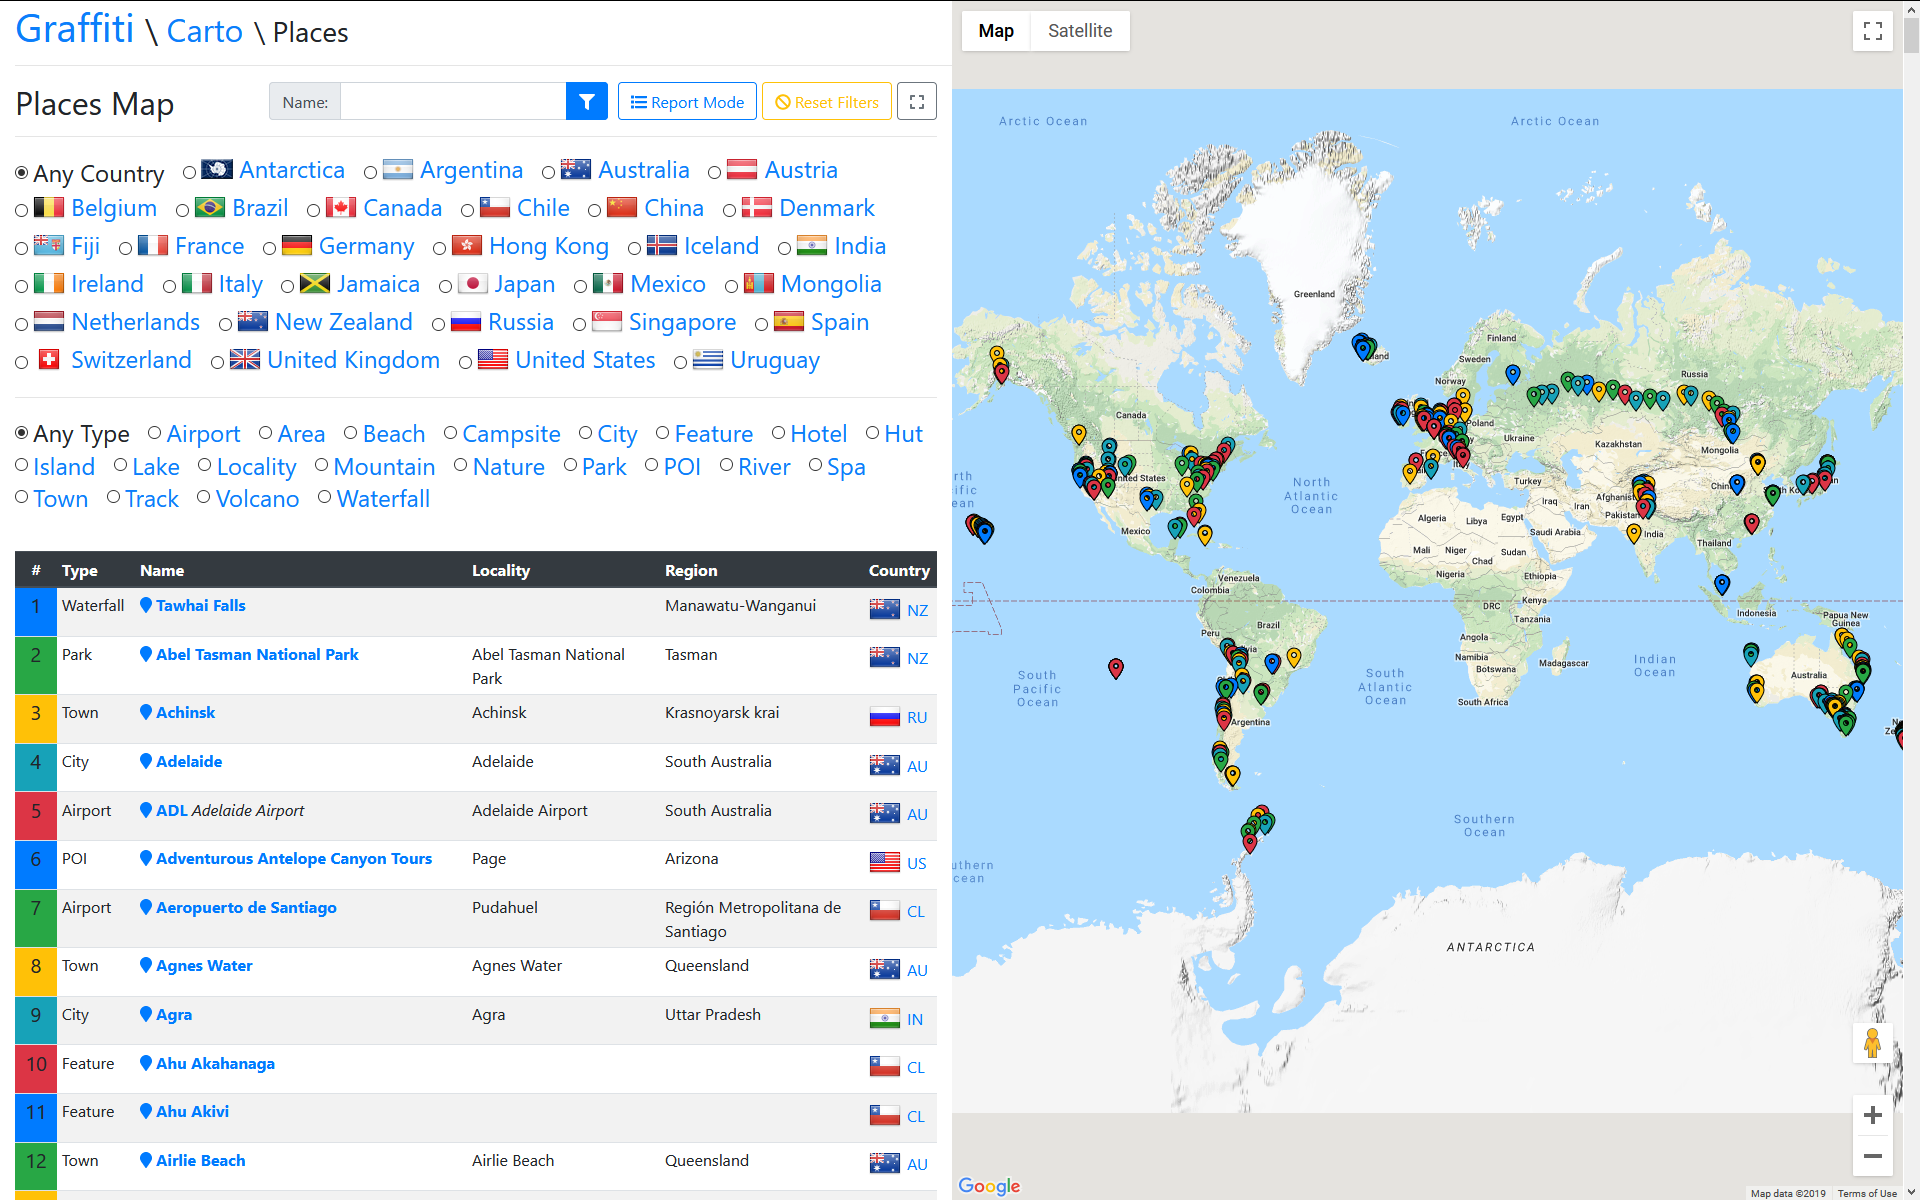 Graffiti \ Carto \ Places
Places Map
Name:
Report Mode
Reset Filters
Any Country Antarctica Argentina Australia Austria
Belgium Brazil Canada Chile China Denmark
Fiji France Germany Hong Kong Iceland India
Ireland Italy Jamaica Japan Mexico Mongolia
Netherlands New Zealand Russia Singapore Spain
Switzerland United Kingdom United States Uruguay
Any Type Airport Area Beach Campsite City Feature Hotel Hut
Island Lake Locality Mountain Nature Park POI River Spa
Town Track Volcano Waterfall
# Type Name Locality Region Country
1 Waterfall Tawhai Falls Manawatu-Wanganui NZ
2 Park Abel Tasman National Park Abel Tasman National Tasman NZ
Park
3 Town Achinsk Achinsk Krasnoyarsk krai RU
4 City Adelaide Adelaide South Australia AU
5 Airport ADL Adelaide Airport Adelaide Airport South Australia AU
6 POI Adventurous Antelope Canyon Tours Page Arizona US
7 Airport Aeropuerto de Santiago Pudahuel Región Metropolitana de CL
Santiago
8 Town Agnes Water Agnes Water Queensland AU
9 City Agra Agra Uttar Pradesh IN
10 Feature Ahu Akahanaga CL
11 Feature Ahu Akivi CL
12 Town Airlie Beach Airlie Beach Queensland AU
Map Satellite
Arctic Ocean
Arctic Ocean
Greenland
Finland
Sweden
Norway
Russia
Canada
Poland
Ukraine
Kazakhstan
Mongolia
North
Atlantic
Ocean
Turkey
Iraq
Iran
Mexico
Algeria
Libya
Egypt
Saudi Arabia
India
Thailand
Mali
Niger
Chad
Sudan
Nigeria
Ethiopia
Venezuela
Colombia
DRC
Kenya
Tanzania
Indonesia
Papua New
Guinea
Peru
Brazil
Angola
Namibia
Botswana
Madagascar
South
Pacific
Ocean
South
Atlantic
Ocean
Indian
Ocean
Australia
South Africa
Argentina
Southern
Ocean
ANTARCTICA
Google
Map data ©2019 Terms of Use